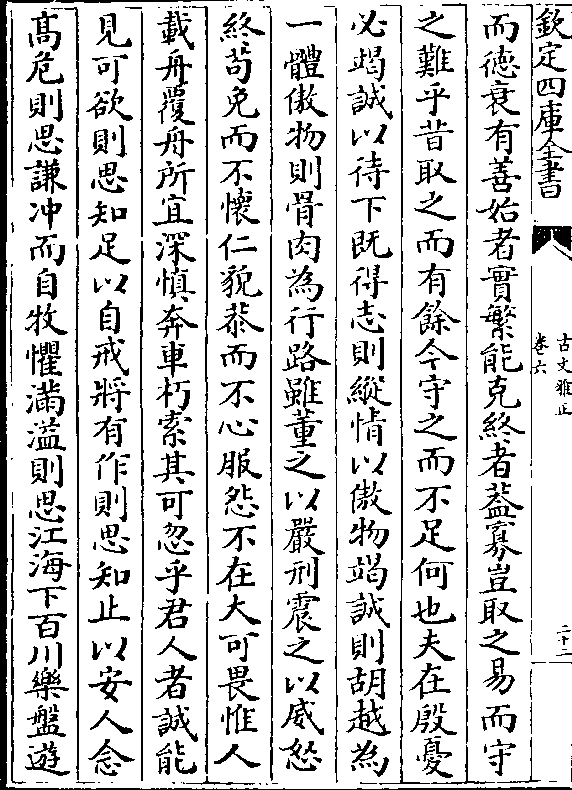 欽定四庫全書
古文雅正
卷六
二十二
而徳衰有善始者實繁能克終者葢寡豈取之易而守
之難乎昔取之而有餘今守之而不足何也夫在殷憂
必竭誠以待下既得志則縱情以傲物竭誠則胡越為
一體傲物則骨肉為行路雖董之以嚴刑震之以威怒
終苟免而不懷仁貌恭而不心服怨不在大可畏惟人
載舟覆舟所宜深慎奔車朽索其可忽乎君人者誠能
見可欲則思知足以自戒將有作則思知止以安人念
髙危則思謙冲而自牧懼滿溢則思江海下百川樂盤遊